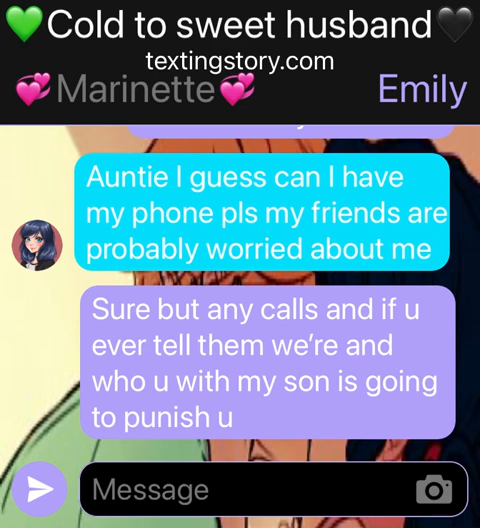 💚Cold to sweet husband🖤
textingstory.com
💞Marinette💞 Emily
Auntie I guess can I have
my phone pls my friends are
probably worried about me
Sure but any calls and if u
ever tell them we’re and
who u with my son is going
to punish u
Message